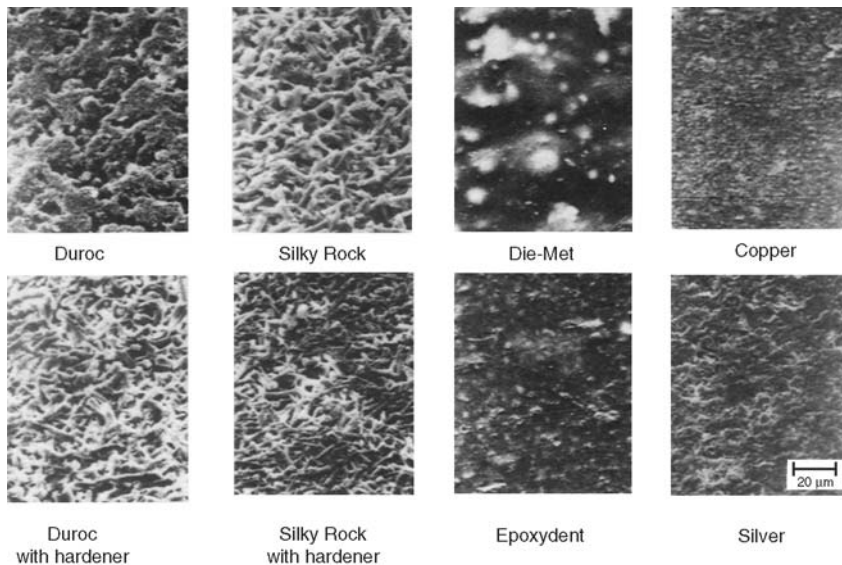 Duroc
Silky Rock
Die-Met
Copper
20 μm
Duroc
with hardener
Silky Rock
with hardener
Epoxydent
Silver